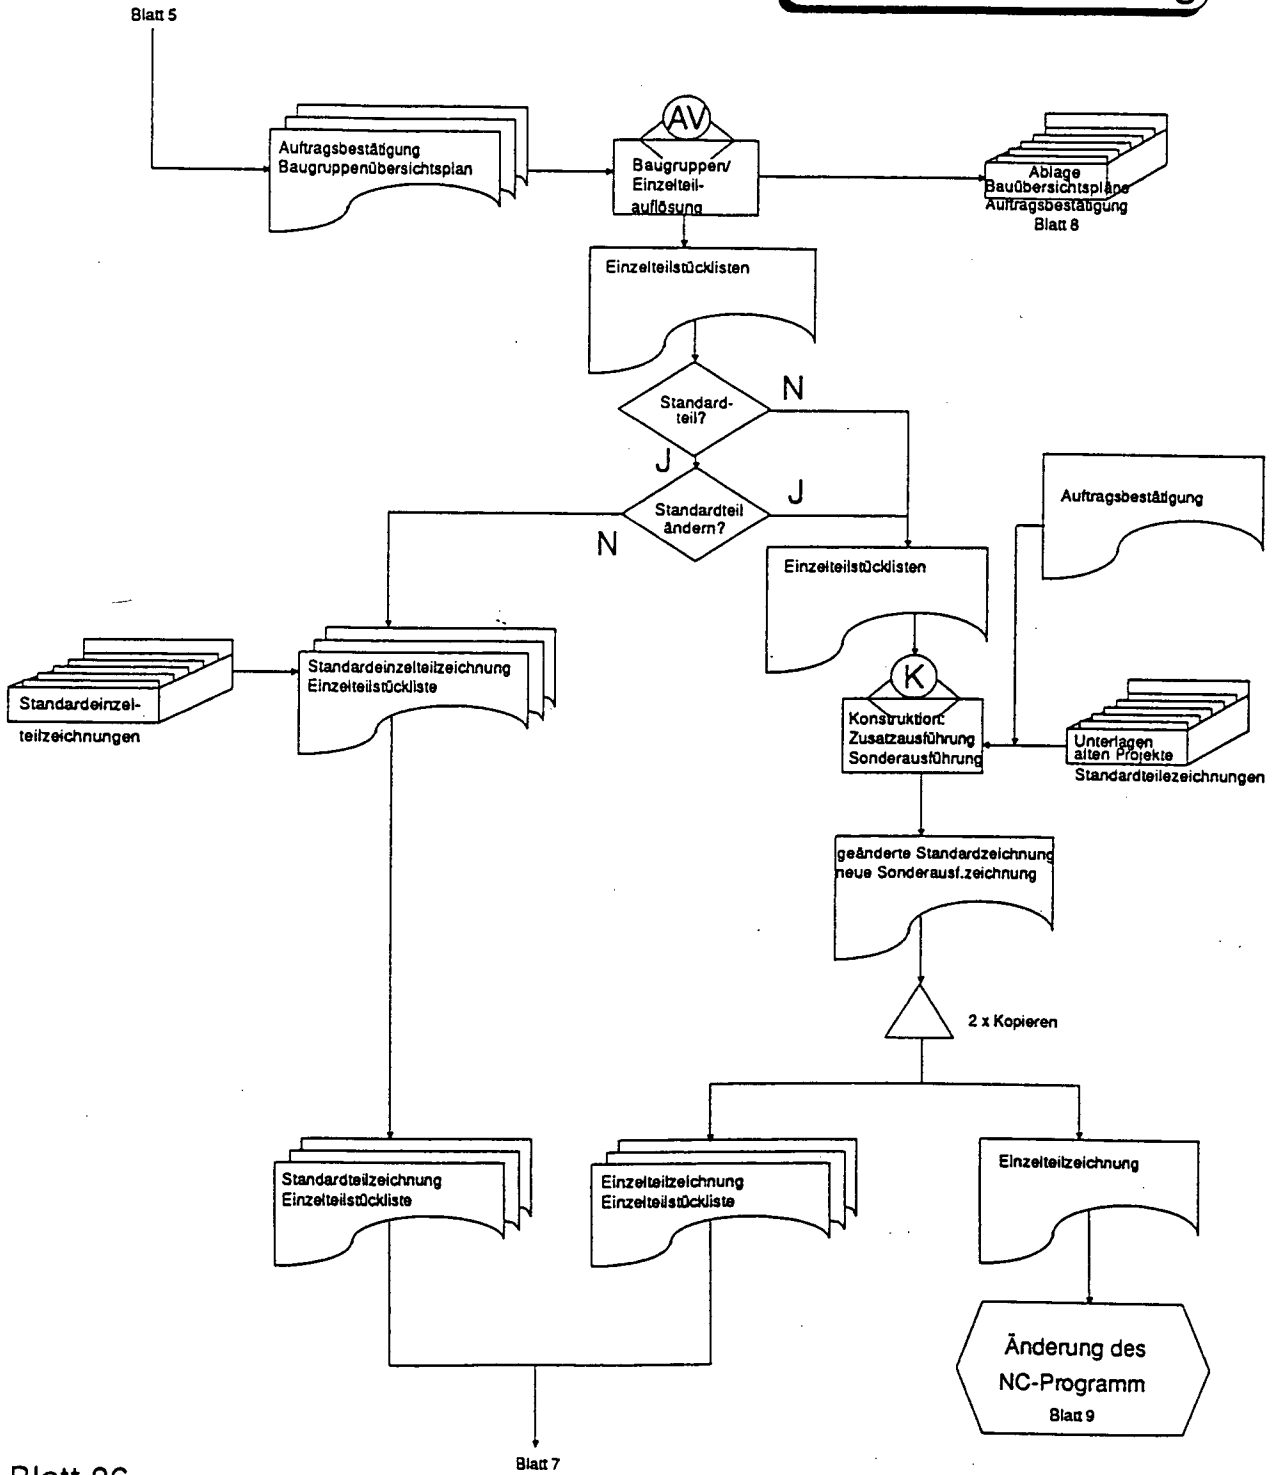 Blatt 5
Auftragsbestätigung
Baugruppenübersichtsplan
AV
Baugruppen/
Einzelteil-
auflösung
Ablage
Bauübersichtspläne
Auftragsbestätigung
Blatt 8
Einzelteilstücklisten
Standard-
teil?
N
J
Standardteil
ändern?
J
N
Auftragsbestätigung
Einzelteilstücklisten
Standardeinzel-
teilzeichnungen
Standardeinzelteilzeichnung
Einzelteilstückliste
K
Konstruktion:
Zusatzausführung
Sonderausführung
Unterlagen
alten Projekte
Standardteilezeichnungen
geänderte Standardzeichnung
neue Sonderausf.zeichnung
2 x Kopieren
Standardteilzeichnung
Einzelteilstückliste
Einzelteilzeichnung
Einzelteilstückliste
Einzelteilzeichnung
Änderung des
NC-Programm
Blatt 9
Blatt 7